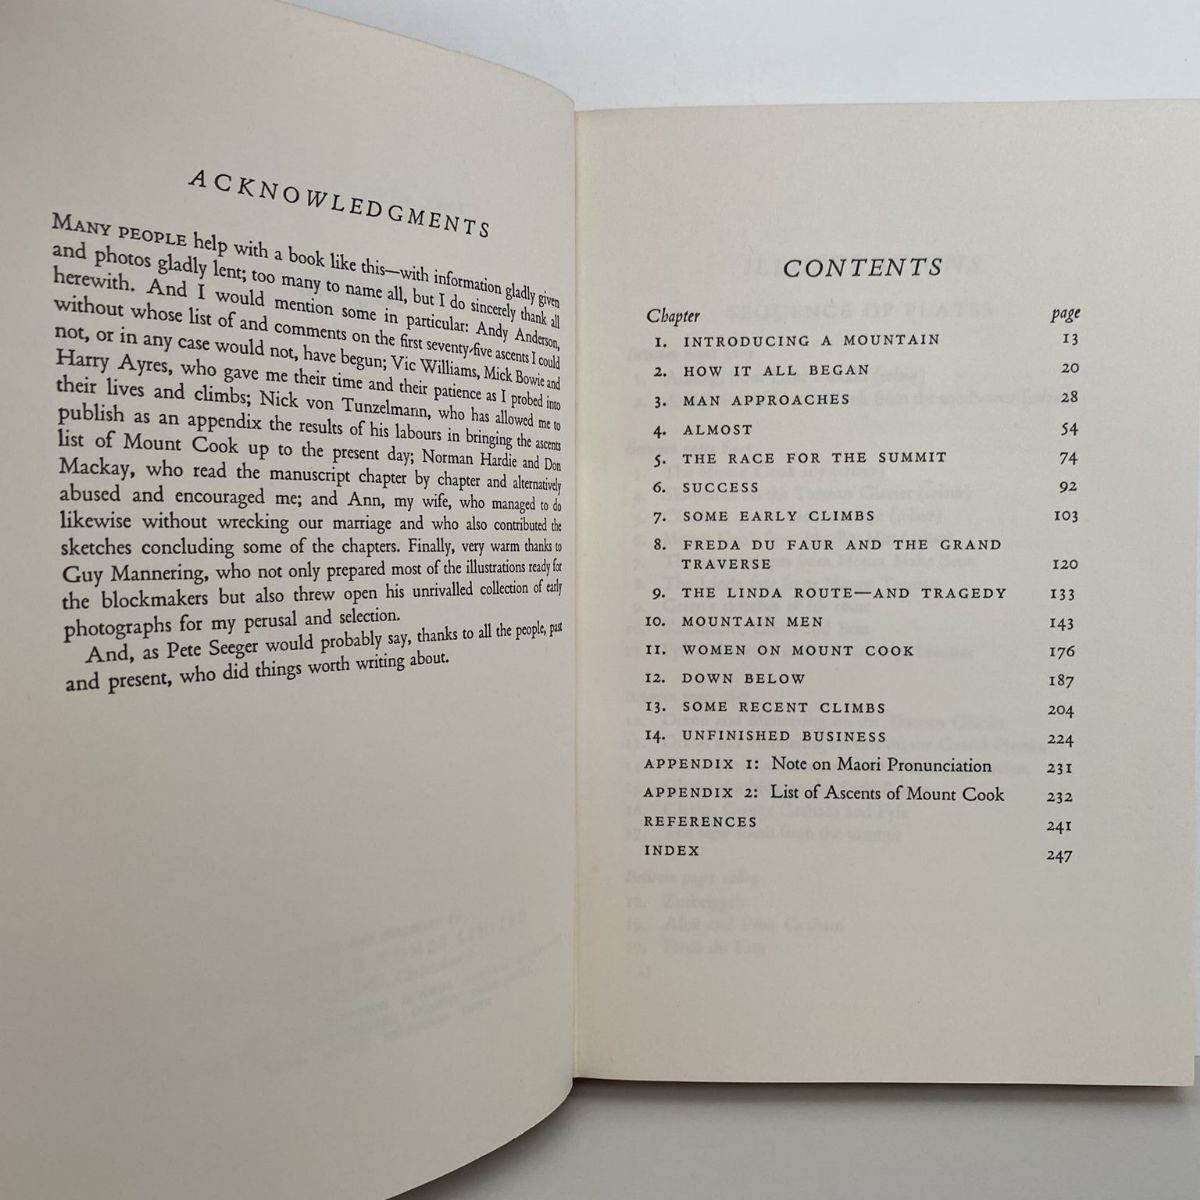 ACKNOWLEDGMENTS
MANY PEOPLE help with a book like this—with information gladly given
and photos gladly lent; too many to name all, but I do sincerely thank all
herewith. And I would mention some in particular: Andy Anderson,
without whose list of and comments on the first seventy-five ascents I could
not, or in any case would not, have begun; Vic Williams, Mick Bowie and
Harry Ayres, who gave me their time and their patience as I probed into
their lives and climbs; Nick von Tunzelmann, who has allowed me to
publish as an appendix the results of his labours in bringing the ascents
list of Mount Cook up to the present day; Norman Hardie and Don
Mackay, who read the manuscript chapter by chapter and alternatively
abused and encouraged me; and Ann, my wife, who managed to do
likewise without wrecking our marriage and who also contributed the
sketches concluding some of the chapters. Finally, very warm thanks to
Guy Mannering, who not only prepared most of the illustrations ready for
the blockmakers but also threw open his unrivalled collection of early
photographs for my perusal and selection.
And, as Pete Seeger would probably say, thanks to all the people, past
and present, who did things worth writing about.
CONTENTS
Chapter page
1. INTRODUCING A MOUNTAIN 13
2. HOW IT ALL BEGAN 20
3. MAN APPROACHES 28
4. ALMOST 54
5. THE RACE FOR THE SUMMIT 74
6. SUCCESS 92
7. SOME EARLY CLIMBS 103
8. FREDA DU FAUR AND THE GRAND
TRAVERSE 120
9. THE LINDA ROUTE—AND TRAGEDY 133
10. MOUNTAIN MEN 143
11. WOMEN ON MOUNT COOK 176
12. DOWN BELOW 187
13. SOME RECENT CLIMBS 204
14. UNFINISHED BUSINESS 224
APPENDIX 1: Note on Maori Pronunciation 231
APPENDIX 2: List of Ascents of Mount Cook 232
REFERENCES 241
INDEX 247